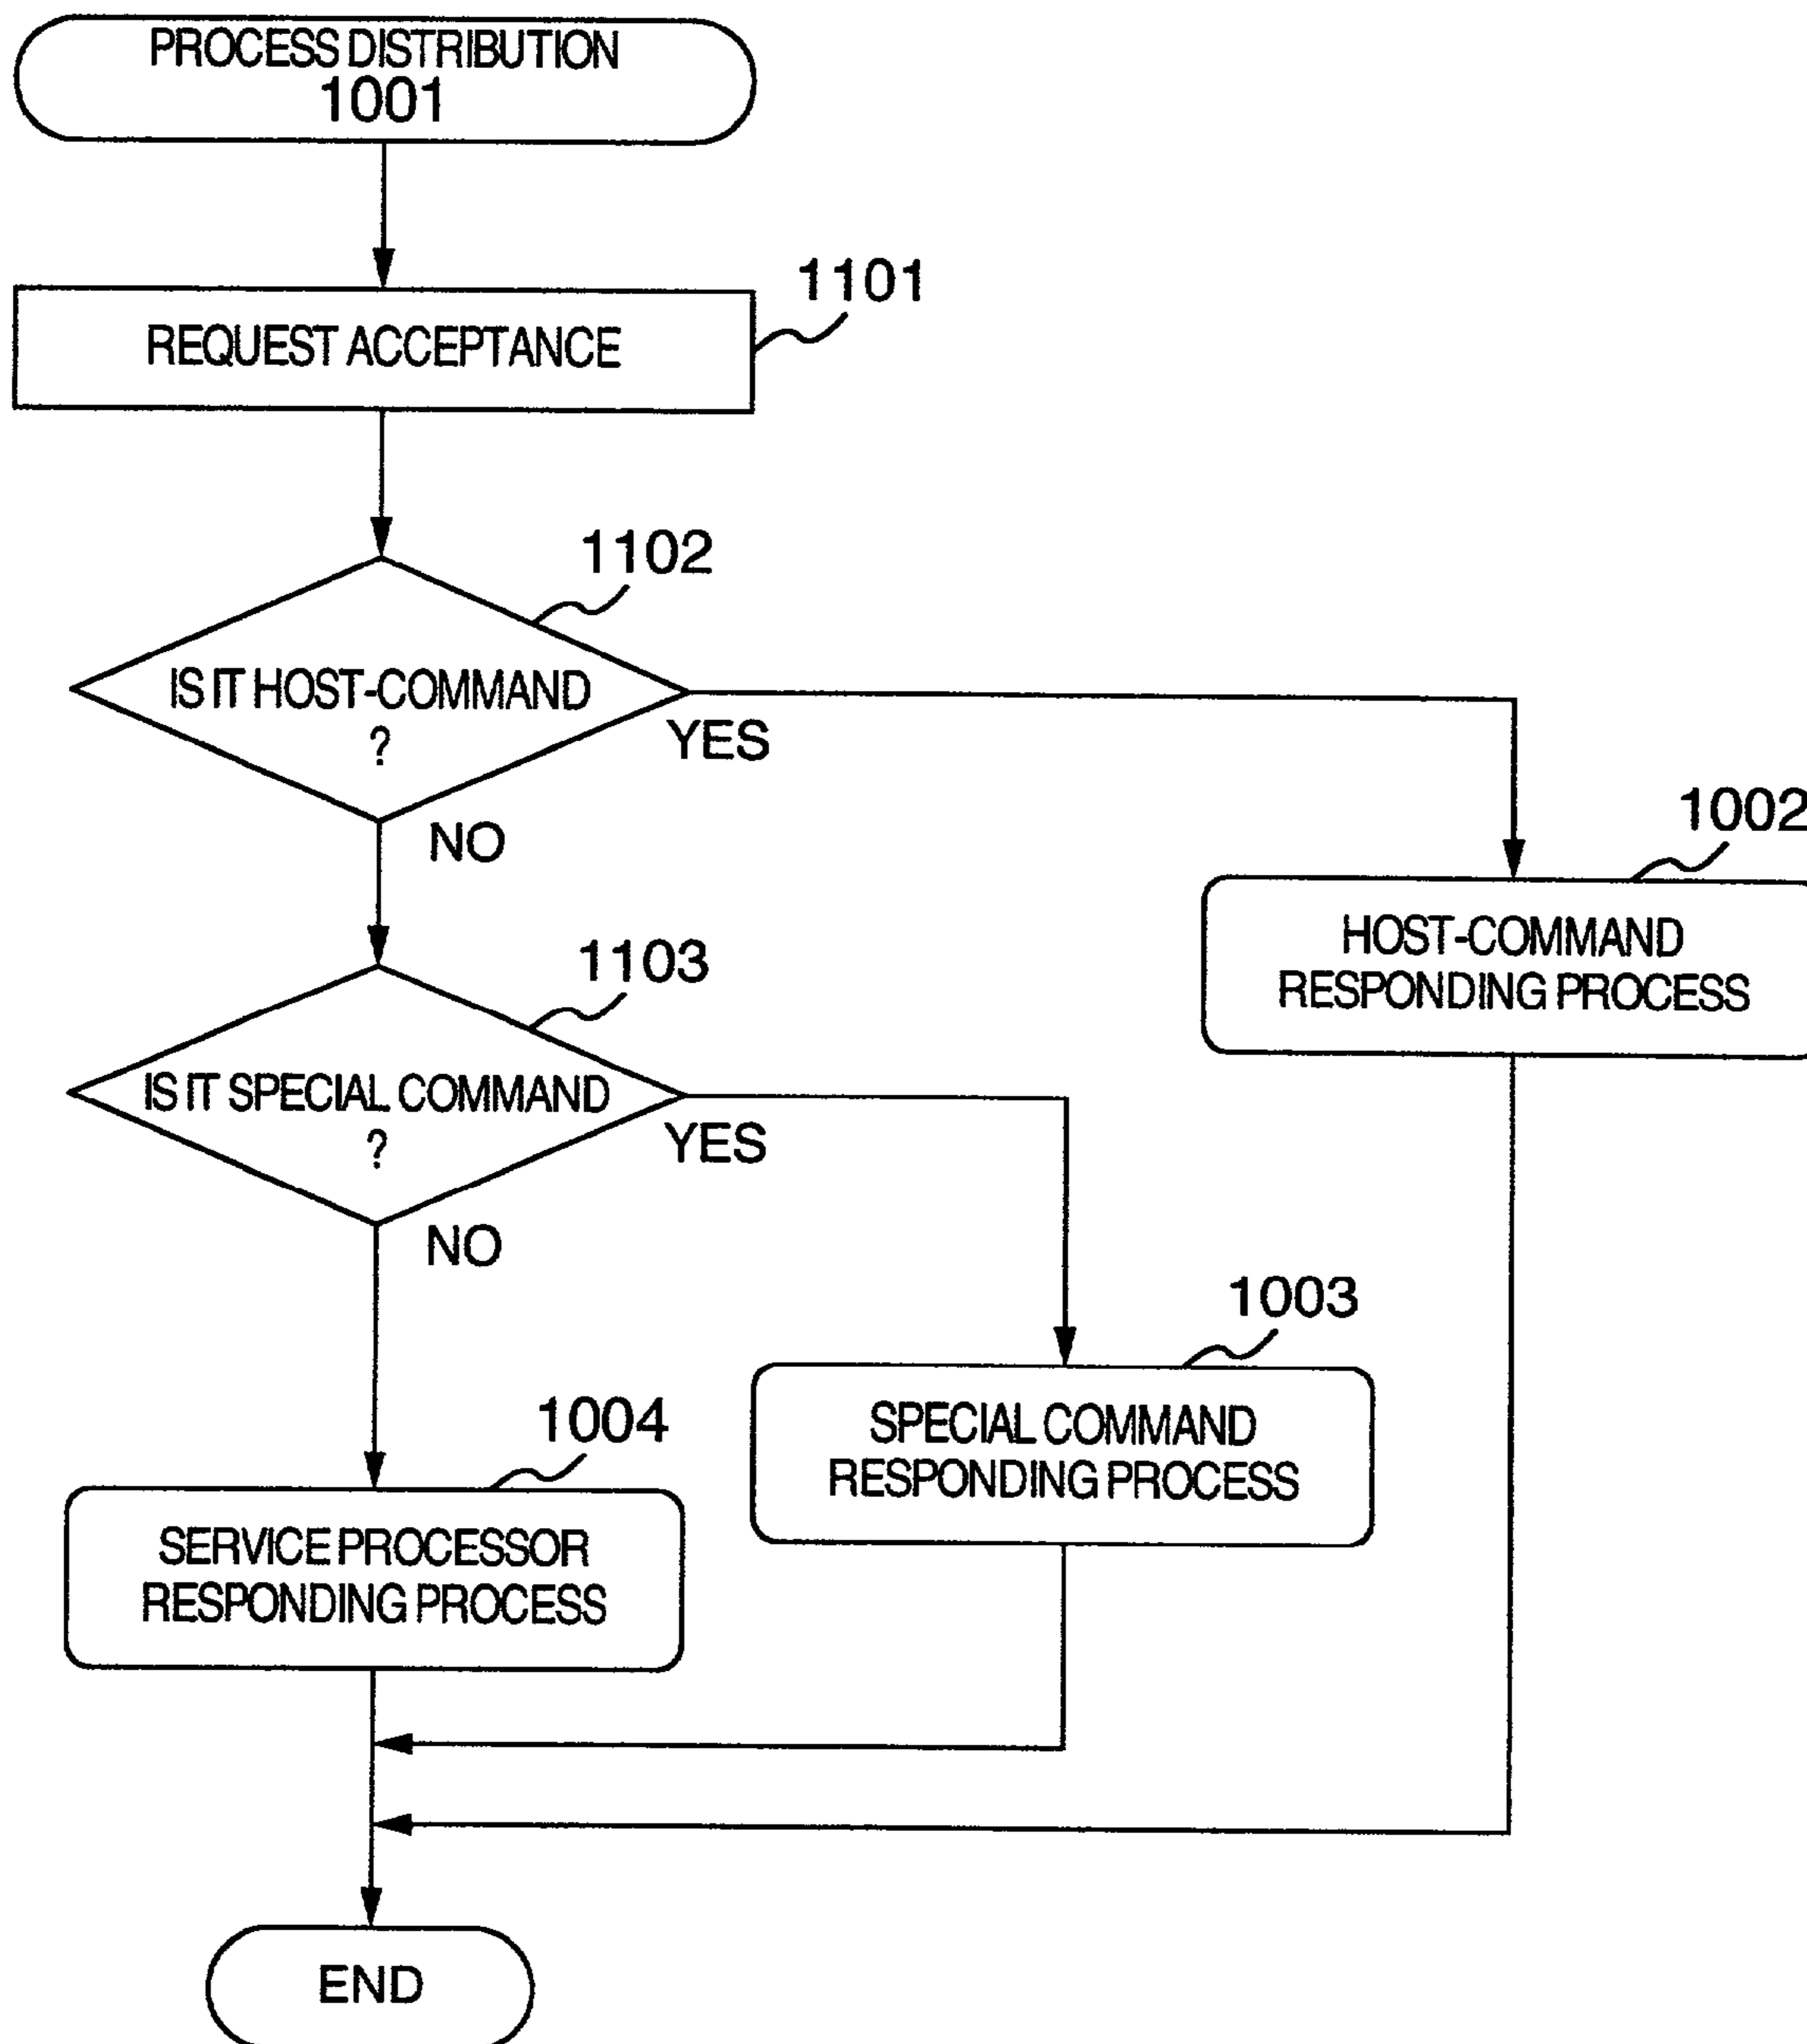 PROCESS DISTRIBUTION
1001
1101
REQUEST ACCEPTANCE
1102
IS IT HOST-COMMAND
?
YES
NO
1002
HOST-COMMAND
RESPONDING PROCESS
1103
IS IT SPECIAL COMMAND
?
YES
NO
1003
SPECIAL COMMAND
RESPONDING PROCESS
1004
SERVICE PROCESSOR
RESPONDING PROCESS
END